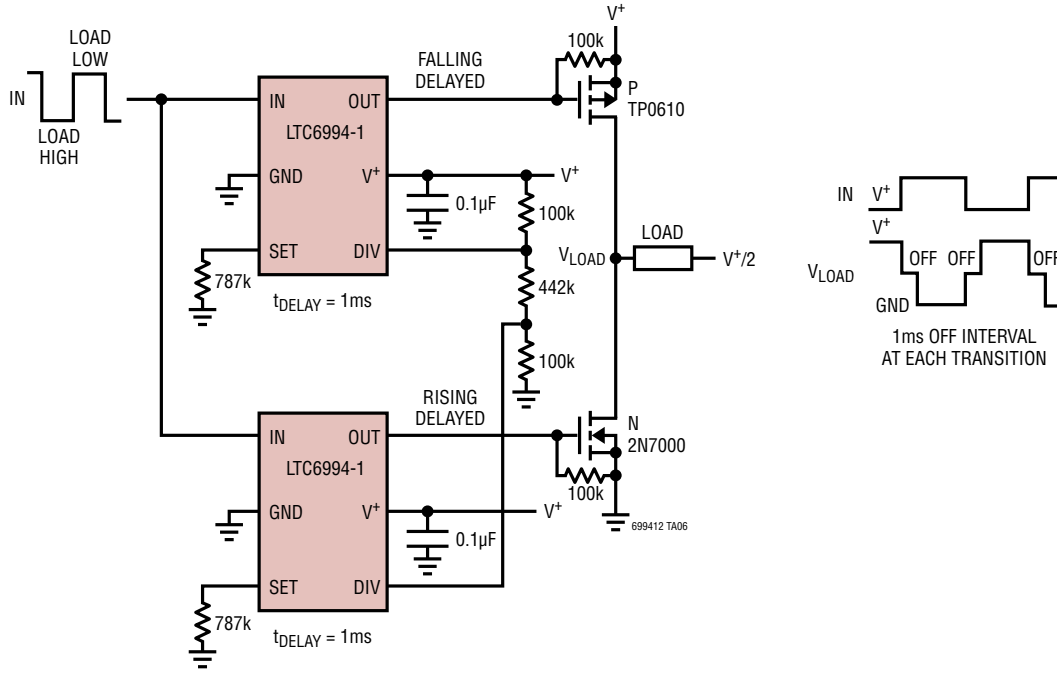 LOAD
LOW
IN
LOAD
HIGH
IN
OUT
LTC6994-1
GND
V+
SET
DIV
787k
tDELAY = 1ms
FALLING
DELAYED
0.1µF
V+
100k
442k
100k
V+
100k
P
TP0610
VLOAD
LOAD
V+/2
IN
OUT
LTC6994-1
GND
V+
SET
DIV
787k
tDELAY = 1ms
RISING
DELAYED
0.1µF
V+
N
2N7000
100k
699412 TA06
IN
V+
V+
VLOAD
OFF
OFF
OFF
GND
1ms OFF INTERVAL
AT EACH TRANSITION